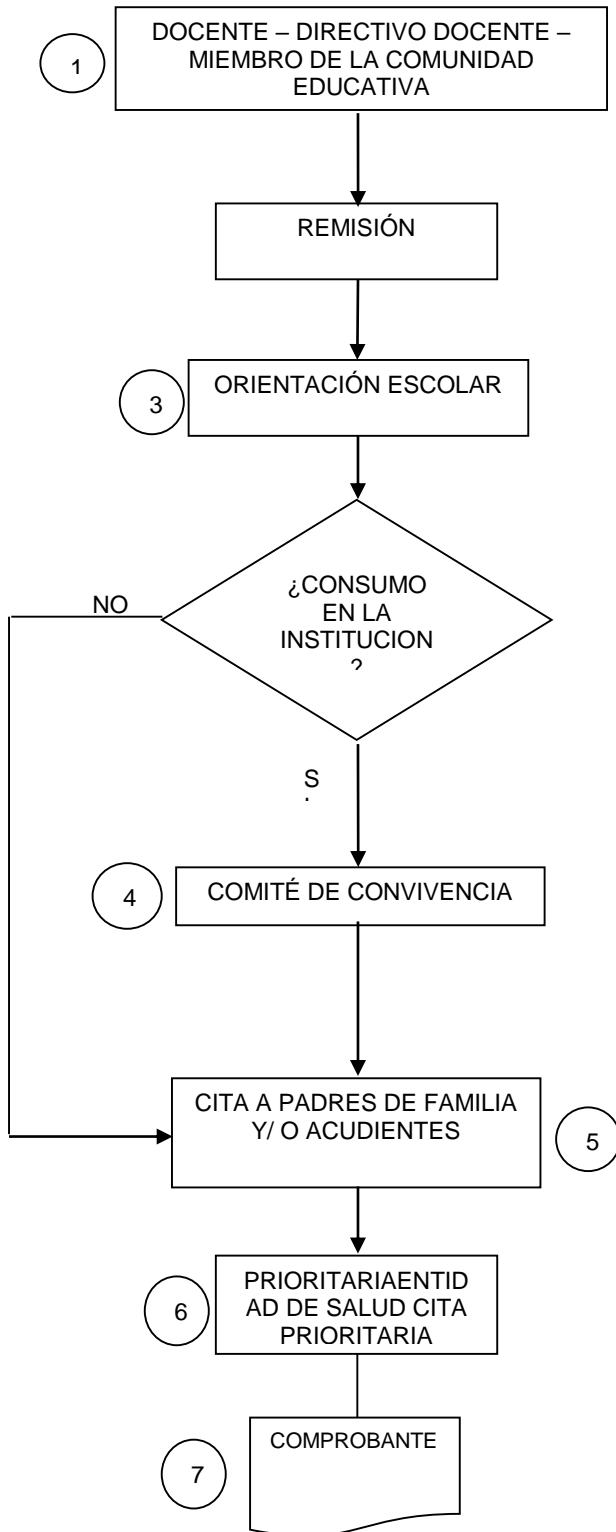 DOCENTE – DIRECTIVO DOCENTE –
MIEMBRO DE LA COMUNIDAD
EDUCATIVA
1
REMISIÓN
ORIENTACIÓN ESCOLAR
3
¿CONSUMO
EN LA
INSTITUCION
?
NO
S
COMITÉ DE CONVIVENCIA
4
CITA A PADRES DE FAMILIA
Y/ O ACUDIENTES
5
PRIORITARIAENTID
AD DE SALUD CITA
PRIORITARIA
6
COMPROBANTE
7